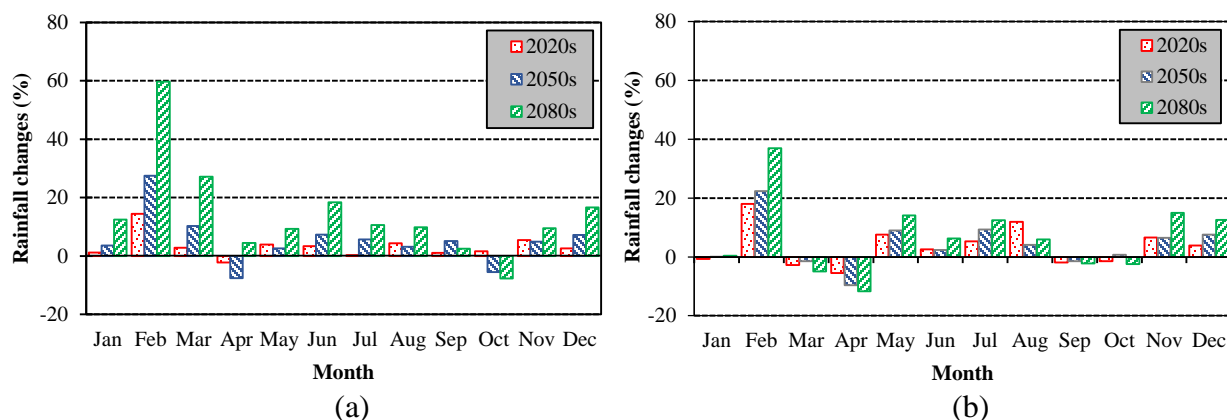 80
60
40
20
0
-20
Rainfall changes (%)
2020s
2050s
2080s
Jan Feb Mar Apr May Jun Jul Aug Sep Oct Nov Dec
Month
(a)
80
60
40
20
0
-20
Rainfall changes (%)
2020s
2050s
2080s
Jan Feb Mar Apr May Jun Jul Aug Sep Oct Nov Dec
Month
(b)